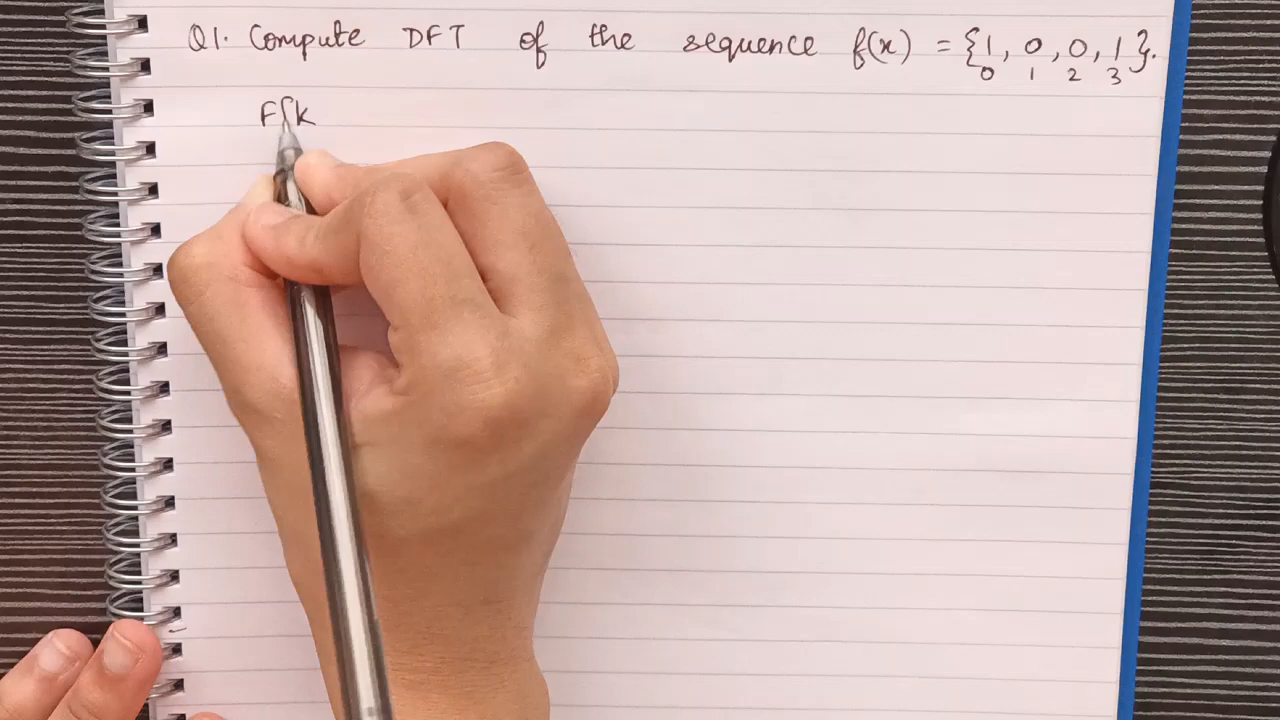 Q1. Compute DFT of the sequence f(x) = {1, 0, 0, 1}.
0 1 2 3
F[k